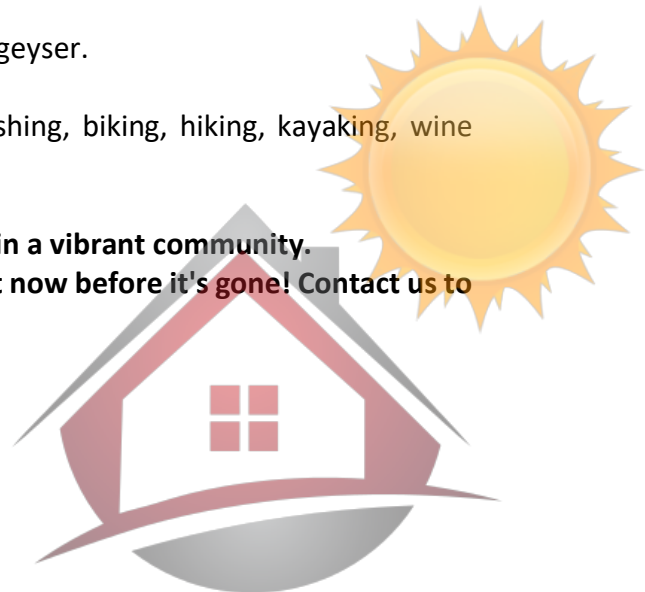 geyser.
shing, biking, hiking, kayaking, wine
in a vibrant community.
t now before it's gone! Contact us to